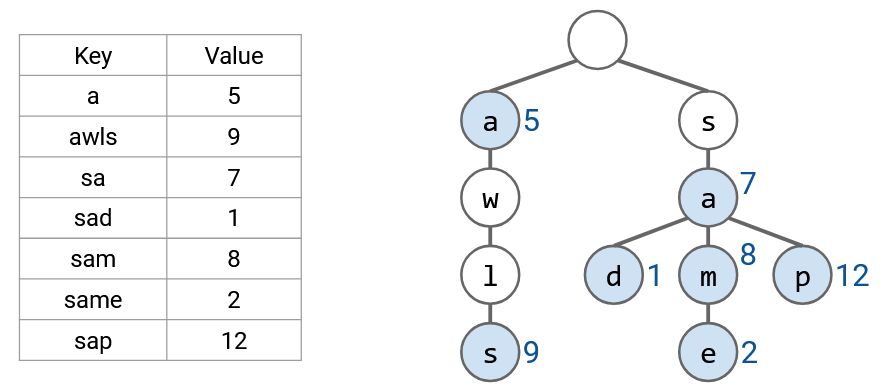 Key Value
a 5
awls 9
sa 7
sad 1
sam 8
same 2
sap 12
a 5 s
w a 7
l d 1 m 8 p 12
s 9 e 2